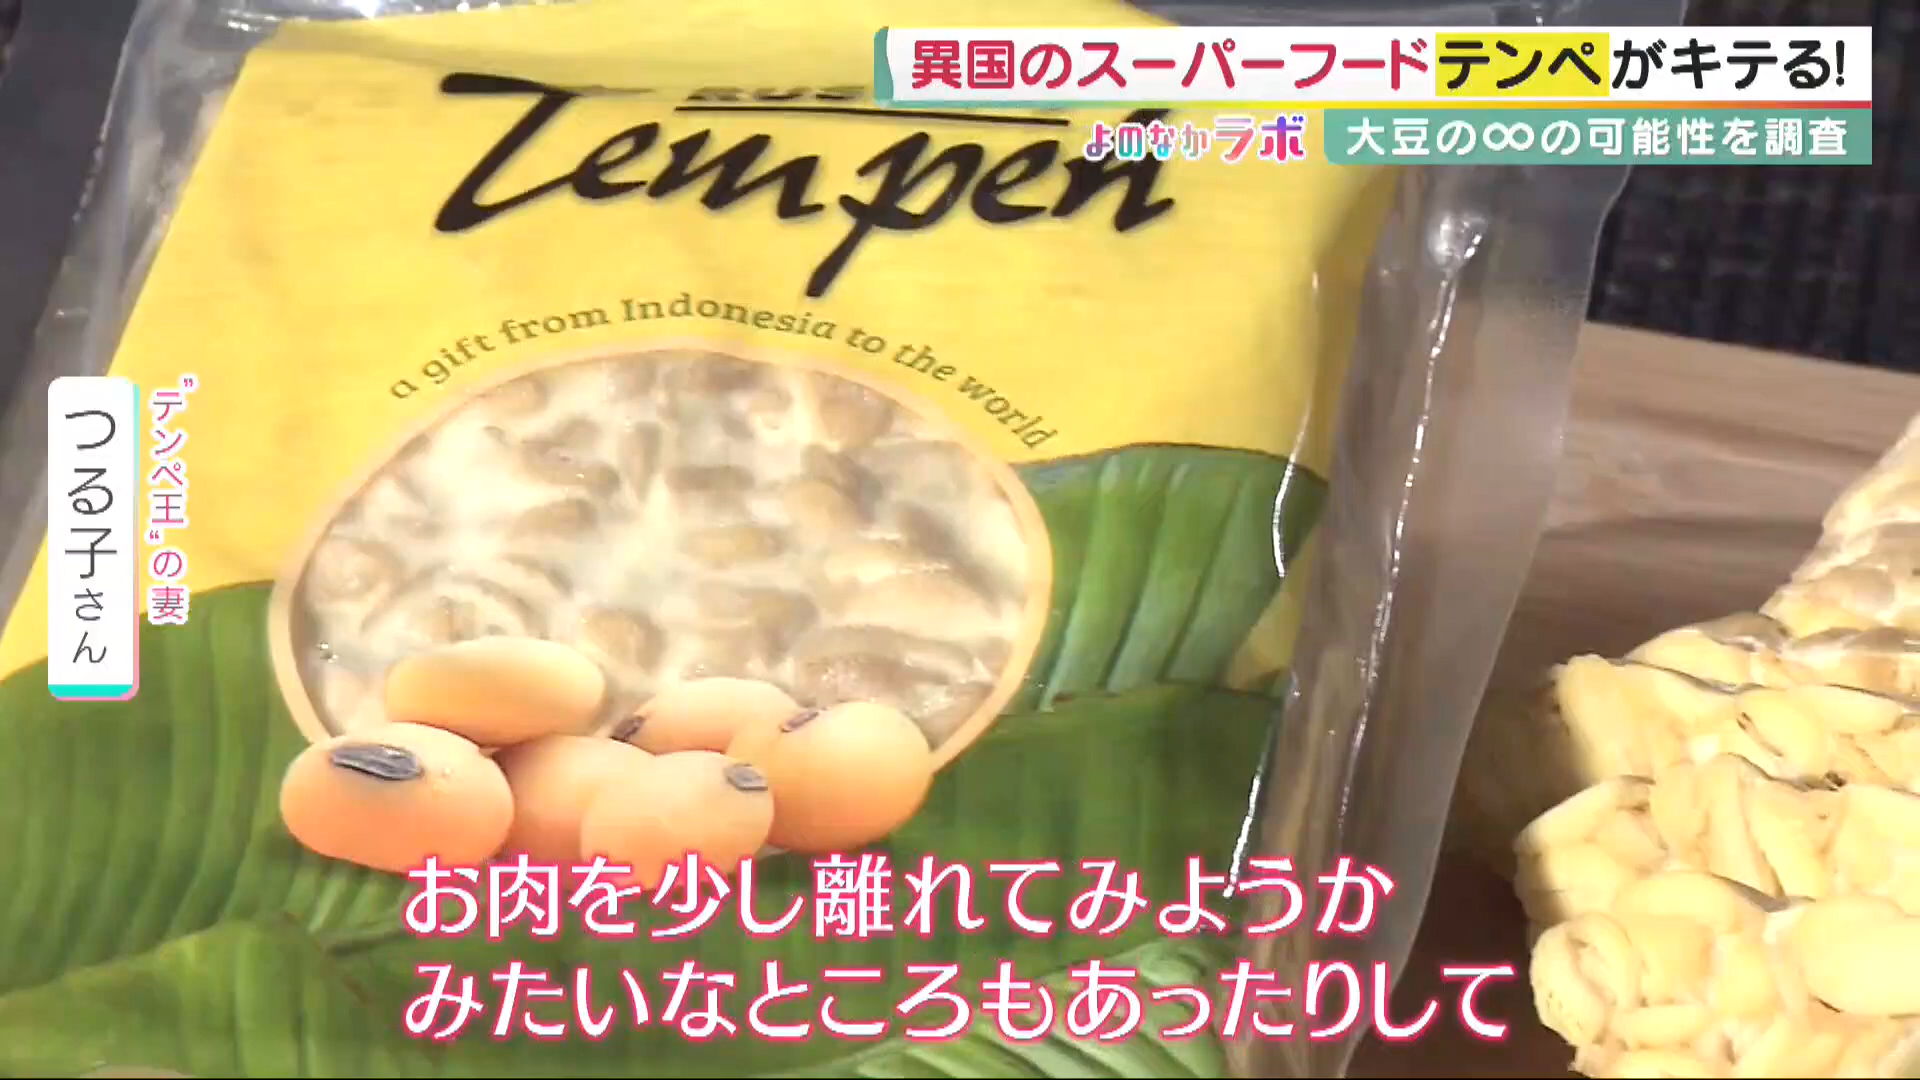 異国のスーパーフードテンペがキテる!
よのなかラボ
大豆の∞の可能性を調査
Tempeh
a gift from Indonesia to the world
"テンペ王"の妻
つる子さん
お肉を少し離れてみようか
みたいなところもあったりして